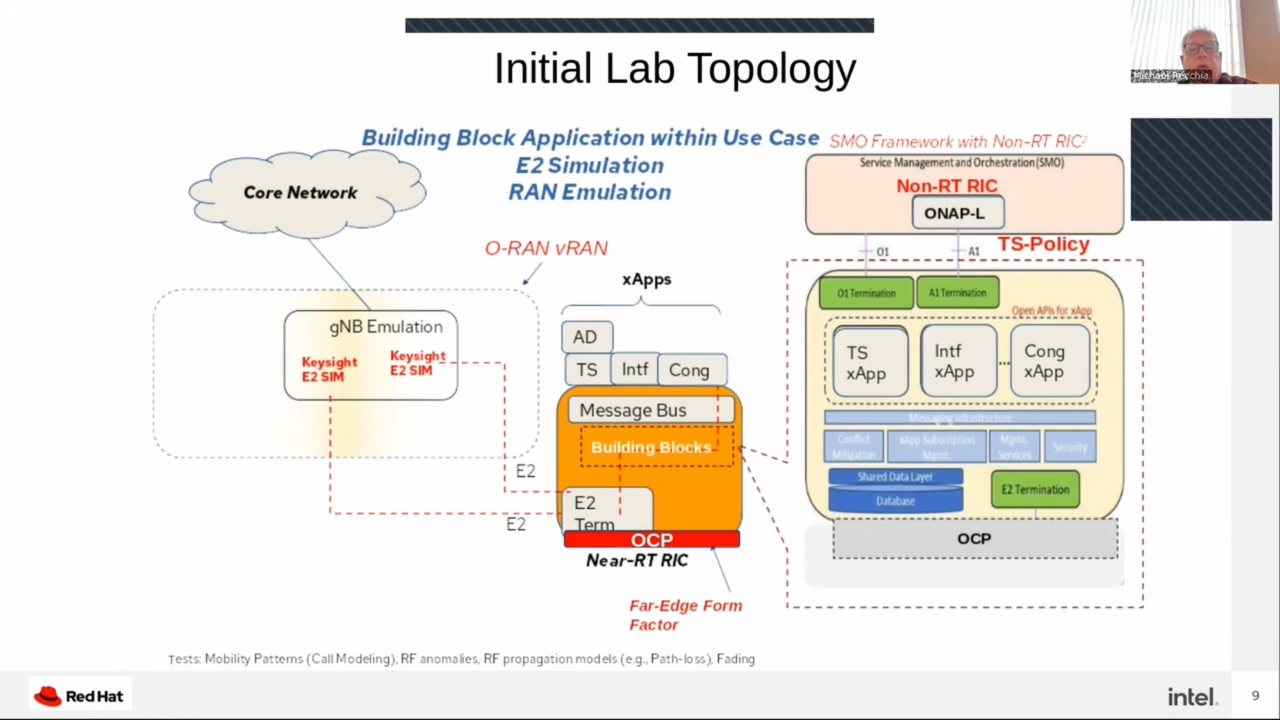 Initial Lab Topology
Michael Recchia
Building Block Application within Use Case
E2 Simulation
RAN Emulation
SMO Framework with Non-RT RIC²
Service Management and Orchestration (SMO)
Non-RT RIC
ONAP-L
Core Network
O-RAN vRAN
TS-Policy
O1
A1
xApps
O1 Termination
A1 Termination
Open APIs for xApp
gNB Emulation
Keysight
E2 SIM
Keysight
E2 SIM
AD
TS
Intf
Cong
TS
xApp
Intf
xApp
...
Cong
xApp
Message Bus
Building Blocks
Messaging Infrastructure
Conflict
Mitigation
xApp Subscription
Mgmt.
Mgmt.
Services
Security
E2
E2
E2
Term
Shared Data Layer
Database
E2 Termination
OCP
OCP
Near-RT RIC
Far-Edge Form
Factor
Tests: Mobility Patterns (Call Modeling), RF anomalies, RF propagation models (e.g., Path-loss), Fading
Red Hat
intel.
9